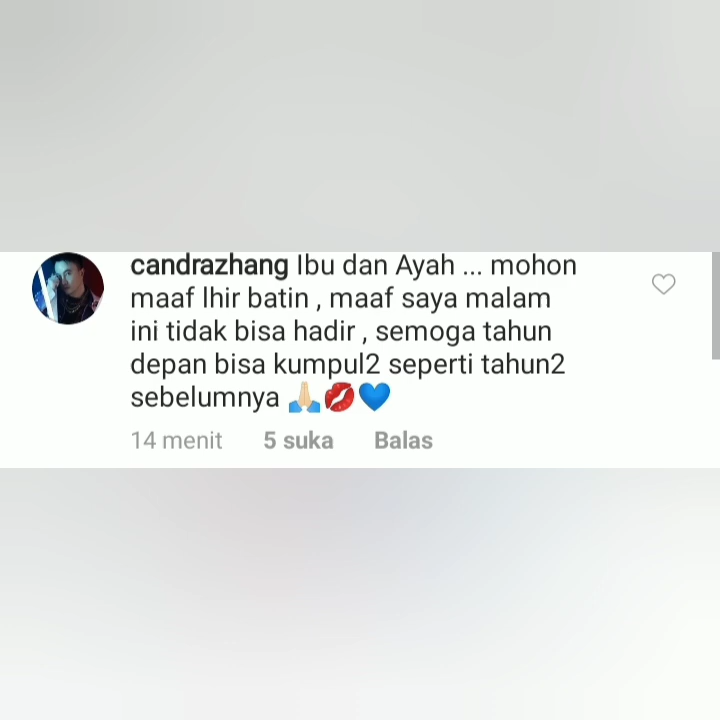 candrazhang Ibu dan Ayah ... mohon
maaf lhir batin , maaf saya malam
ini tidak bisa hadir , semoga tahun
depan bisa kumpul2 seperti tahun2
sebelumnya 🙏🏻💋💙
14 menit 5 suka Balas